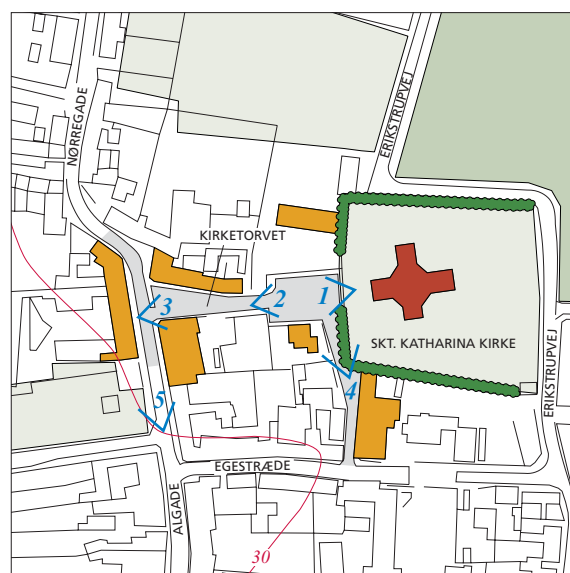 ERIKSTRUPVEJ
NØRREGADE
KIRKETORVET
1
2
3
SKT. KATHARINA KIRKE
4
5
ERIKSTRUPVEJ
EGESTRÆDE
ALGADE
30